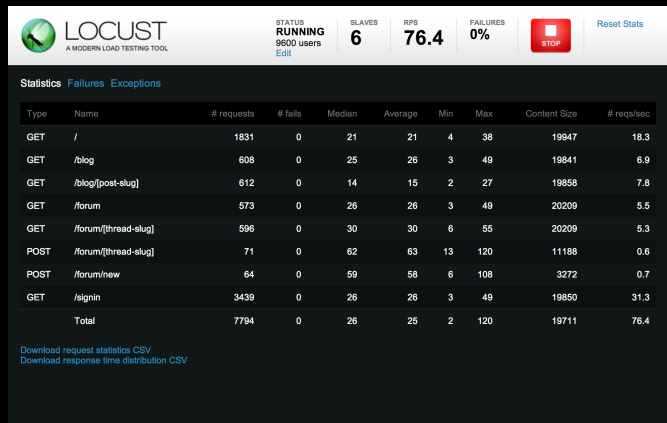 LOCUST
A MODERN LOAD TESTING TOOL
STATUS
RUNNING
9600 users
Edit
SLAVES
6
RPS
76.4
FAILURES
0%
STOP
Reset Stats
Statistics Failures Exceptions
Type Name # requests # fails Median Average Min Max Content Size # reqs/sec
GET / 1831 0 21 21 4 38 19947 18.3
GET /blog 608 0 25 26 3 49 19841 6.9
GET /blog/[post-slug] 612 0 14 15 2 27 19858 7.8
GET /forum 573 0 26 26 3 49 20209 5.5
GET /forum/[thread-slug] 596 0 30 30 6 55 20209 5.3
POST /forum/[thread-slug] 71 0 62 63 13 120 11188 0.6
POST /forum/new 64 0 59 58 6 108 3272 0.7
GET /signin 3439 0 26 26 3 49 19850 31.3
Total 7794 0 26 25 2 120 19711 76.4
Download request statistics CSV
Download response time distribution CSV